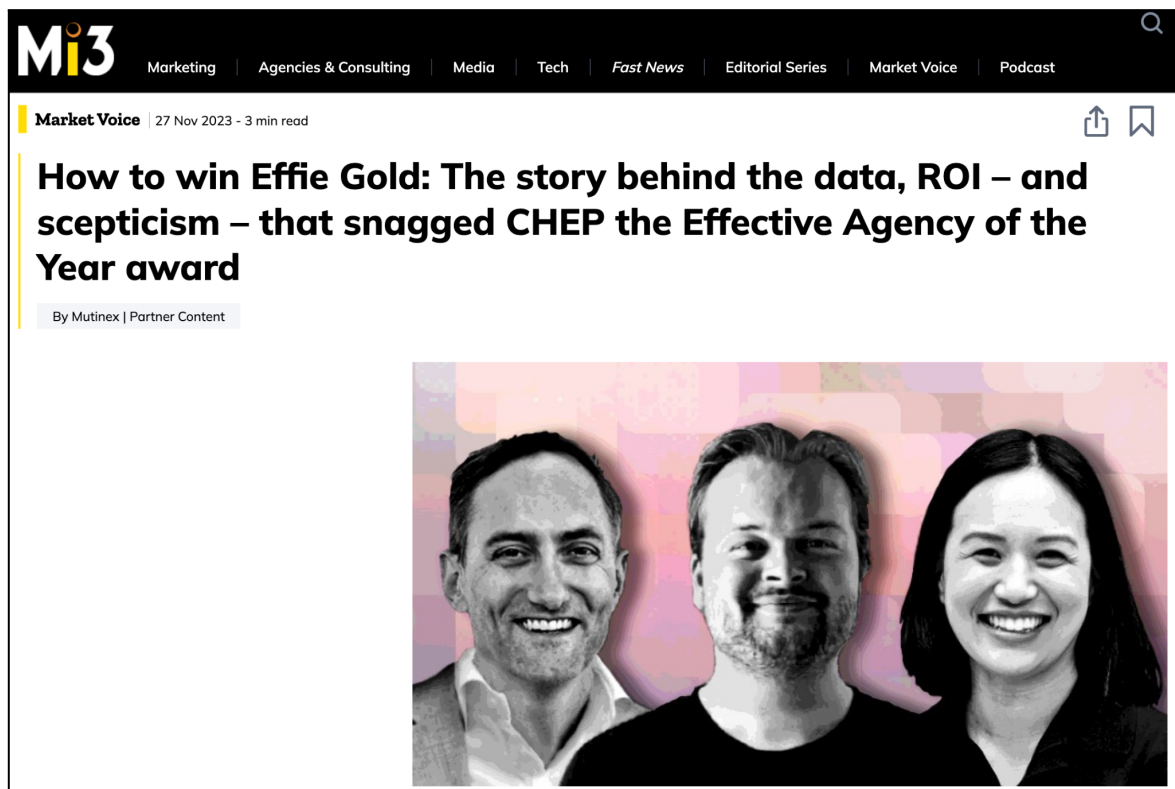 Mi3
Marketing
Agencies & Consulting
Media
Tech
Fast News
Editorial Series
Market Voice
Podcast
Market Voice
27 Nov 2023 - 3 min read
How to win Effie Gold: The story behind the data, ROI – and
scepticism – that snagged CHEP the Effective Agency of the
Year award
By Mutinex | Partner Content